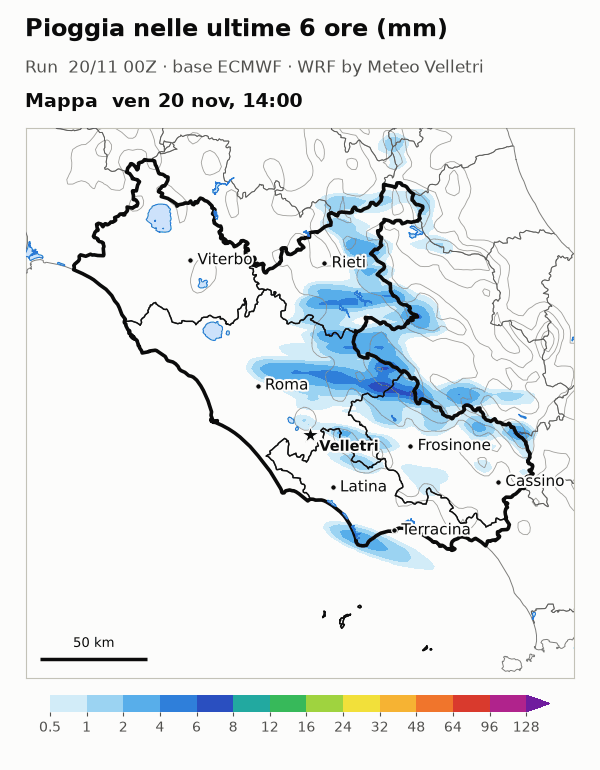 Pioggia nelle ultime 6 ore (mm)
Run 20/11 00Z · base ECMWF · WRF by Meteo Velletri
Mappa ven 20 nov, 14:00
Viterbo
Rieti
Roma
Velletri
Frosinone
Latina
Cassino
Terracina
50 km
0.5 1 2 4 6 8 12 16 24 32 48 64 96 128